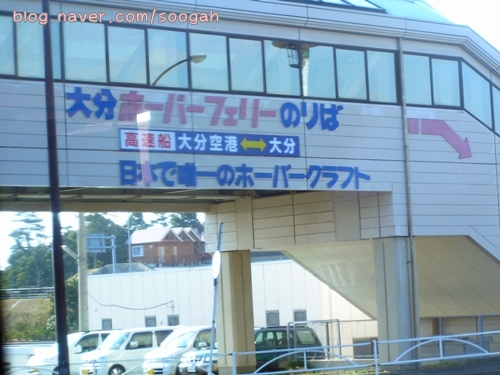 blog.naver.com/soogah
大分ホーバーフェリーのりば
高速船 大分空港⟷大分
日本で唯一のホーバークラフト